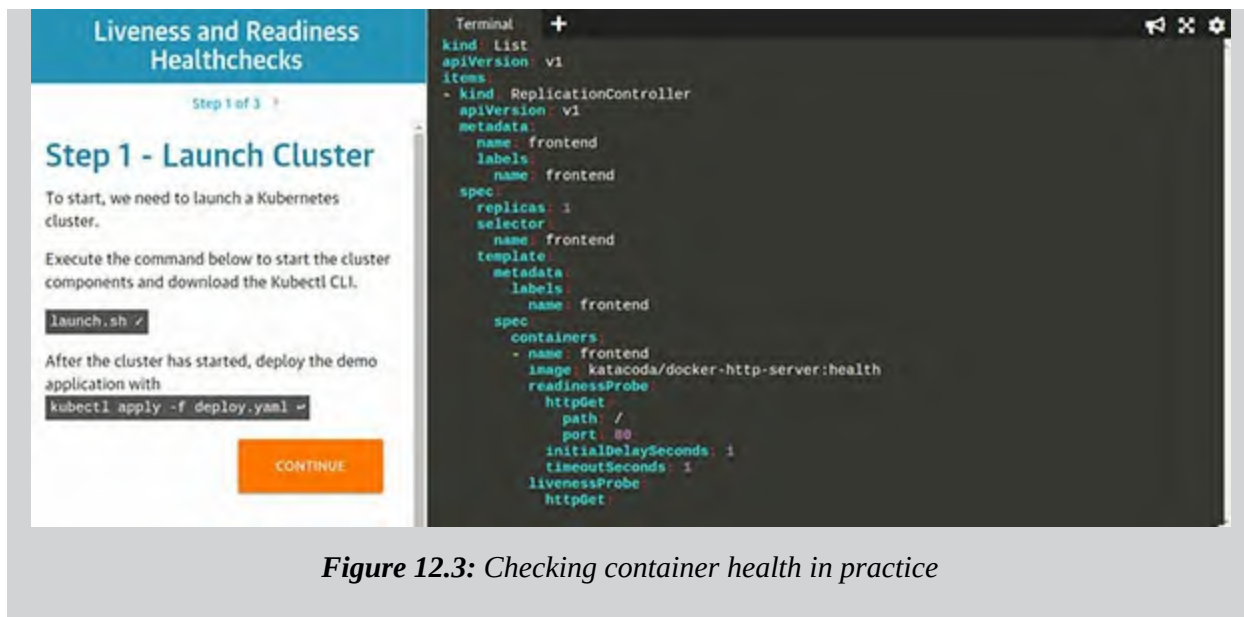 Liveness and Readiness
Healthchecks
Step 1 of 3
Step 1 - Launch Cluster
To start, we need to launch a Kubernetes
cluster.
Execute the command below to start the cluster
components and download the Kubectl CLI.
launch.sh ✓
After the cluster has started, deploy the demo
application with
kubectl apply -f deploy.yaml ↵
CONTINUE
Terminal +
kind: List
apiVersion: v1
items:
- kind: ReplicationController
  apiVersion: v1
  metadata:
    name: frontend
    labels:
      name: frontend
  spec:
    replicas: 1
    selector:
      name: frontend
    template:
      metadata:
        labels:
          name: frontend
      spec:
        containers:
        - name: frontend
          image: katacoda/docker-http-server:health
          readinessProbe:
            httpGet:
              path: /
              port: 80
            initialDelaySeconds: 1
            timeoutSeconds: 1
          livenessProbe:
            httpGet:
Figure 12.3: Checking container health in practice